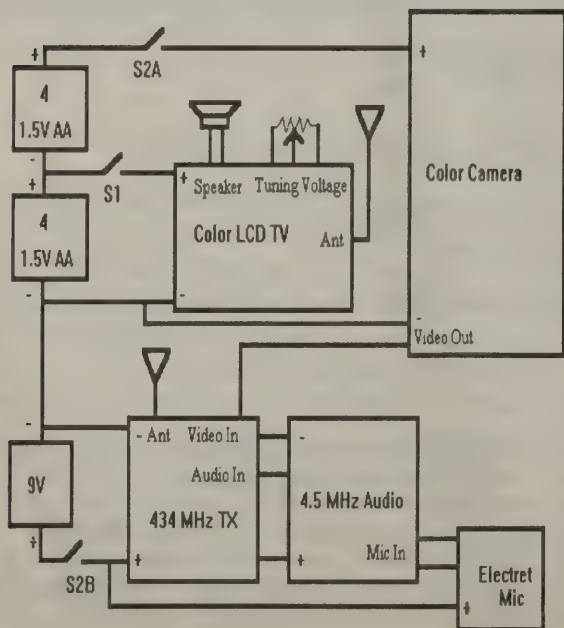 +
S2A
+
4
1.5V AA
-
+
S1
+
Speaker
Tuning Voltage
Color Camera
4
1.5V AA
Color LCD TV
Ant
-
-
-
Video Out
-
- Ant
Video In
-
9V
Audio In
434 MHz TX
4.5 MHz Audio
+
+
+
Mic In
S2B
Electret
Mic
+